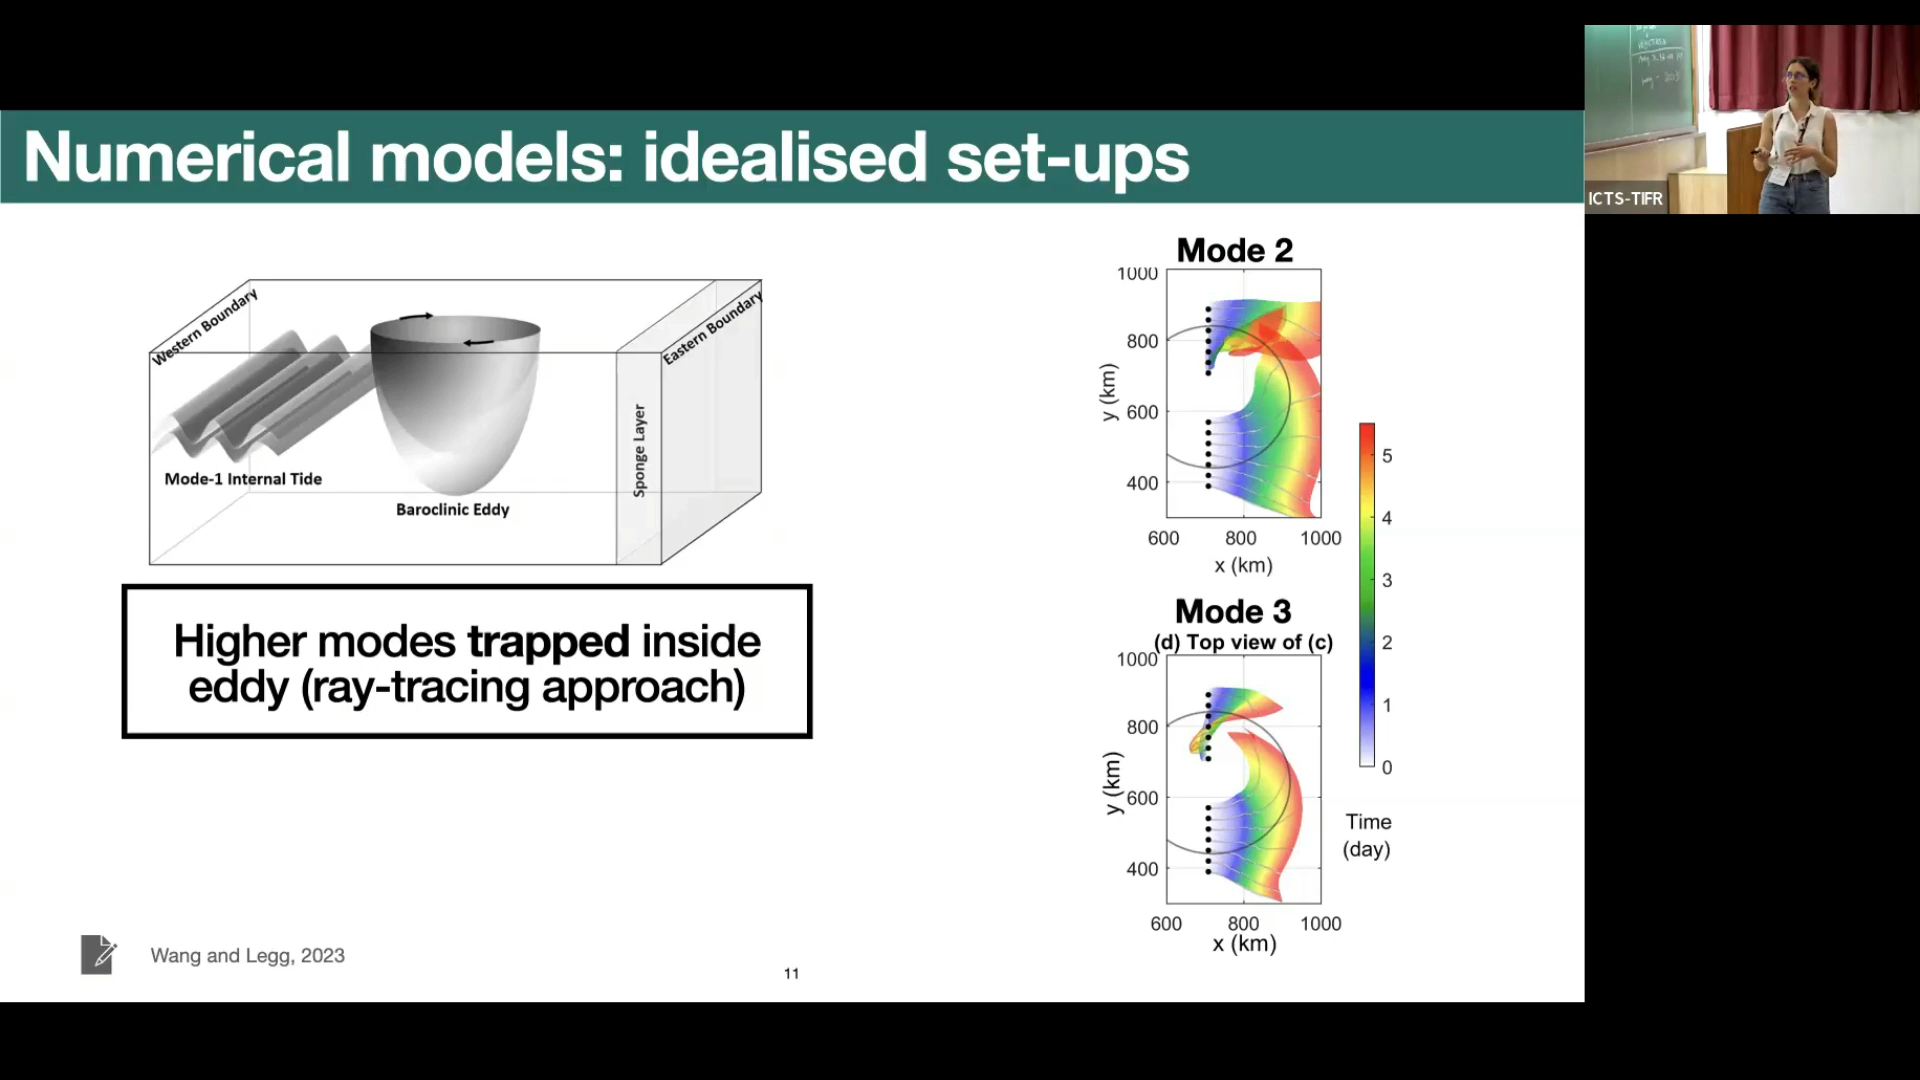 Numerical models: idealised set-ups
ICTS-TIFR
Western Boundary
Eastern Boundary
Sponge Layer
Mode-1 Internal Tide
Baroclinic Eddy
Higher modes trapped inside
eddy (ray-tracing approach)
Mode 2
1000
800
600
400
y (km)
600 800 1000
x (km)
Mode 3
(d) Top view of (c)
1000
800
600
400
y (km)
600 800 1000
x (km)
5
4
3
2
1
0
Time
(day)
Wang and Legg, 2023
11